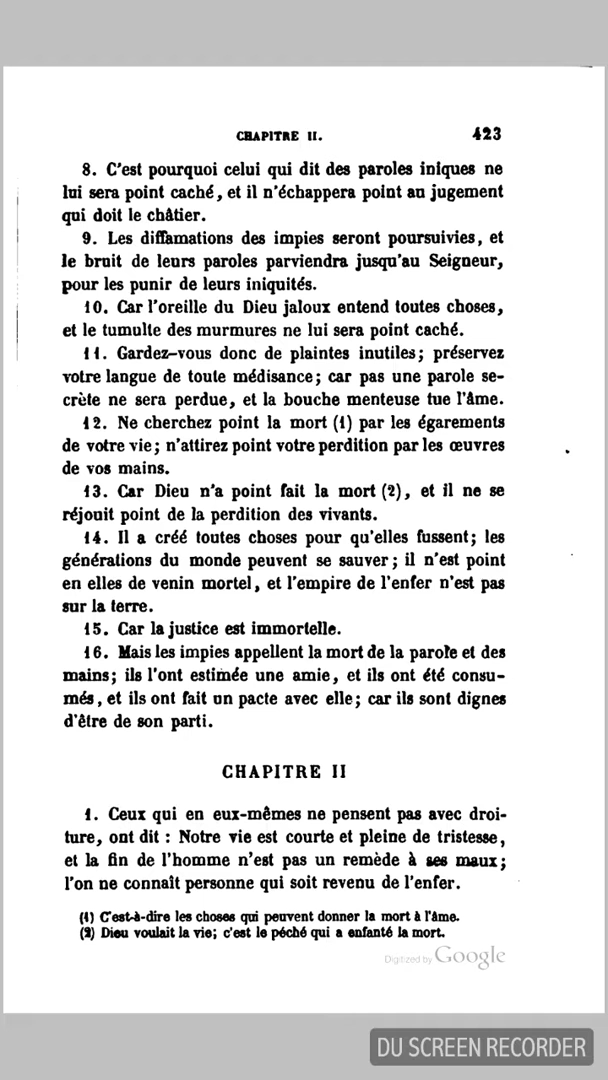 CHAPITRE II. 423
8. C'est pourquoi celui qui dit des paroles iniques ne
lui sera point caché, et il n'échappera point au jugement
qui doit le châtier.
9. Les diffamations des impies seront poursuivies, et
le bruit de leurs paroles parviendra jusqu'au Seigneur,
pour les punir de leurs iniquités.
10. Car l'oreille du Dieu jaloux entend toutes choses,
et le tumulte des murmures ne lui sera point caché.
11. Gardez-vous donc de plaintes inutiles; préservez
votre langue de toute médisance; car pas une parole se-
crète ne sera perdue, et la bouche menteuse tue l'âme.
12. Ne cherchez point la mort (1) par les égarements
de votre vie; n'attirez point votre perdition par les œuvres
de vos mains.
13. Car Dieu n'a point fait la mort (2), et il ne se
réjouit point de la perdition des vivants.
14. Il a créé toutes choses pour qu'elles fussent; les
générations du monde peuvent se sauver; il n'est point
en elles de venin mortel, et l'empire de l'enfer n'est pas
sur la terre.
15. Car la justice est immortelle.
16. Mais les impies appellent la mort de la parole et des
mains; ils l'ont estimée une amie, et ils ont été consu-
més, et ils ont fait un pacte avec elle; car ils sont dignes
d'être de son parti.
CHAPITRE II
1. Ceux qui en eux-mêmes ne pensent pas avec droi-
ture, ont dit : Notre vie est courte et pleine de tristesse,
et la fin de l'homme n'est pas un remède à ses maux;
l'on ne connaît personne qui soit revenu de l'enfer.
(1) C'est-à-dire les choses qui peuvent donner la mort à l'âme.
(2) Dieu voulait la vie; c'est le péché qui a enfanté la mort.
Digitized by Google
DU SCREEN RECORDER